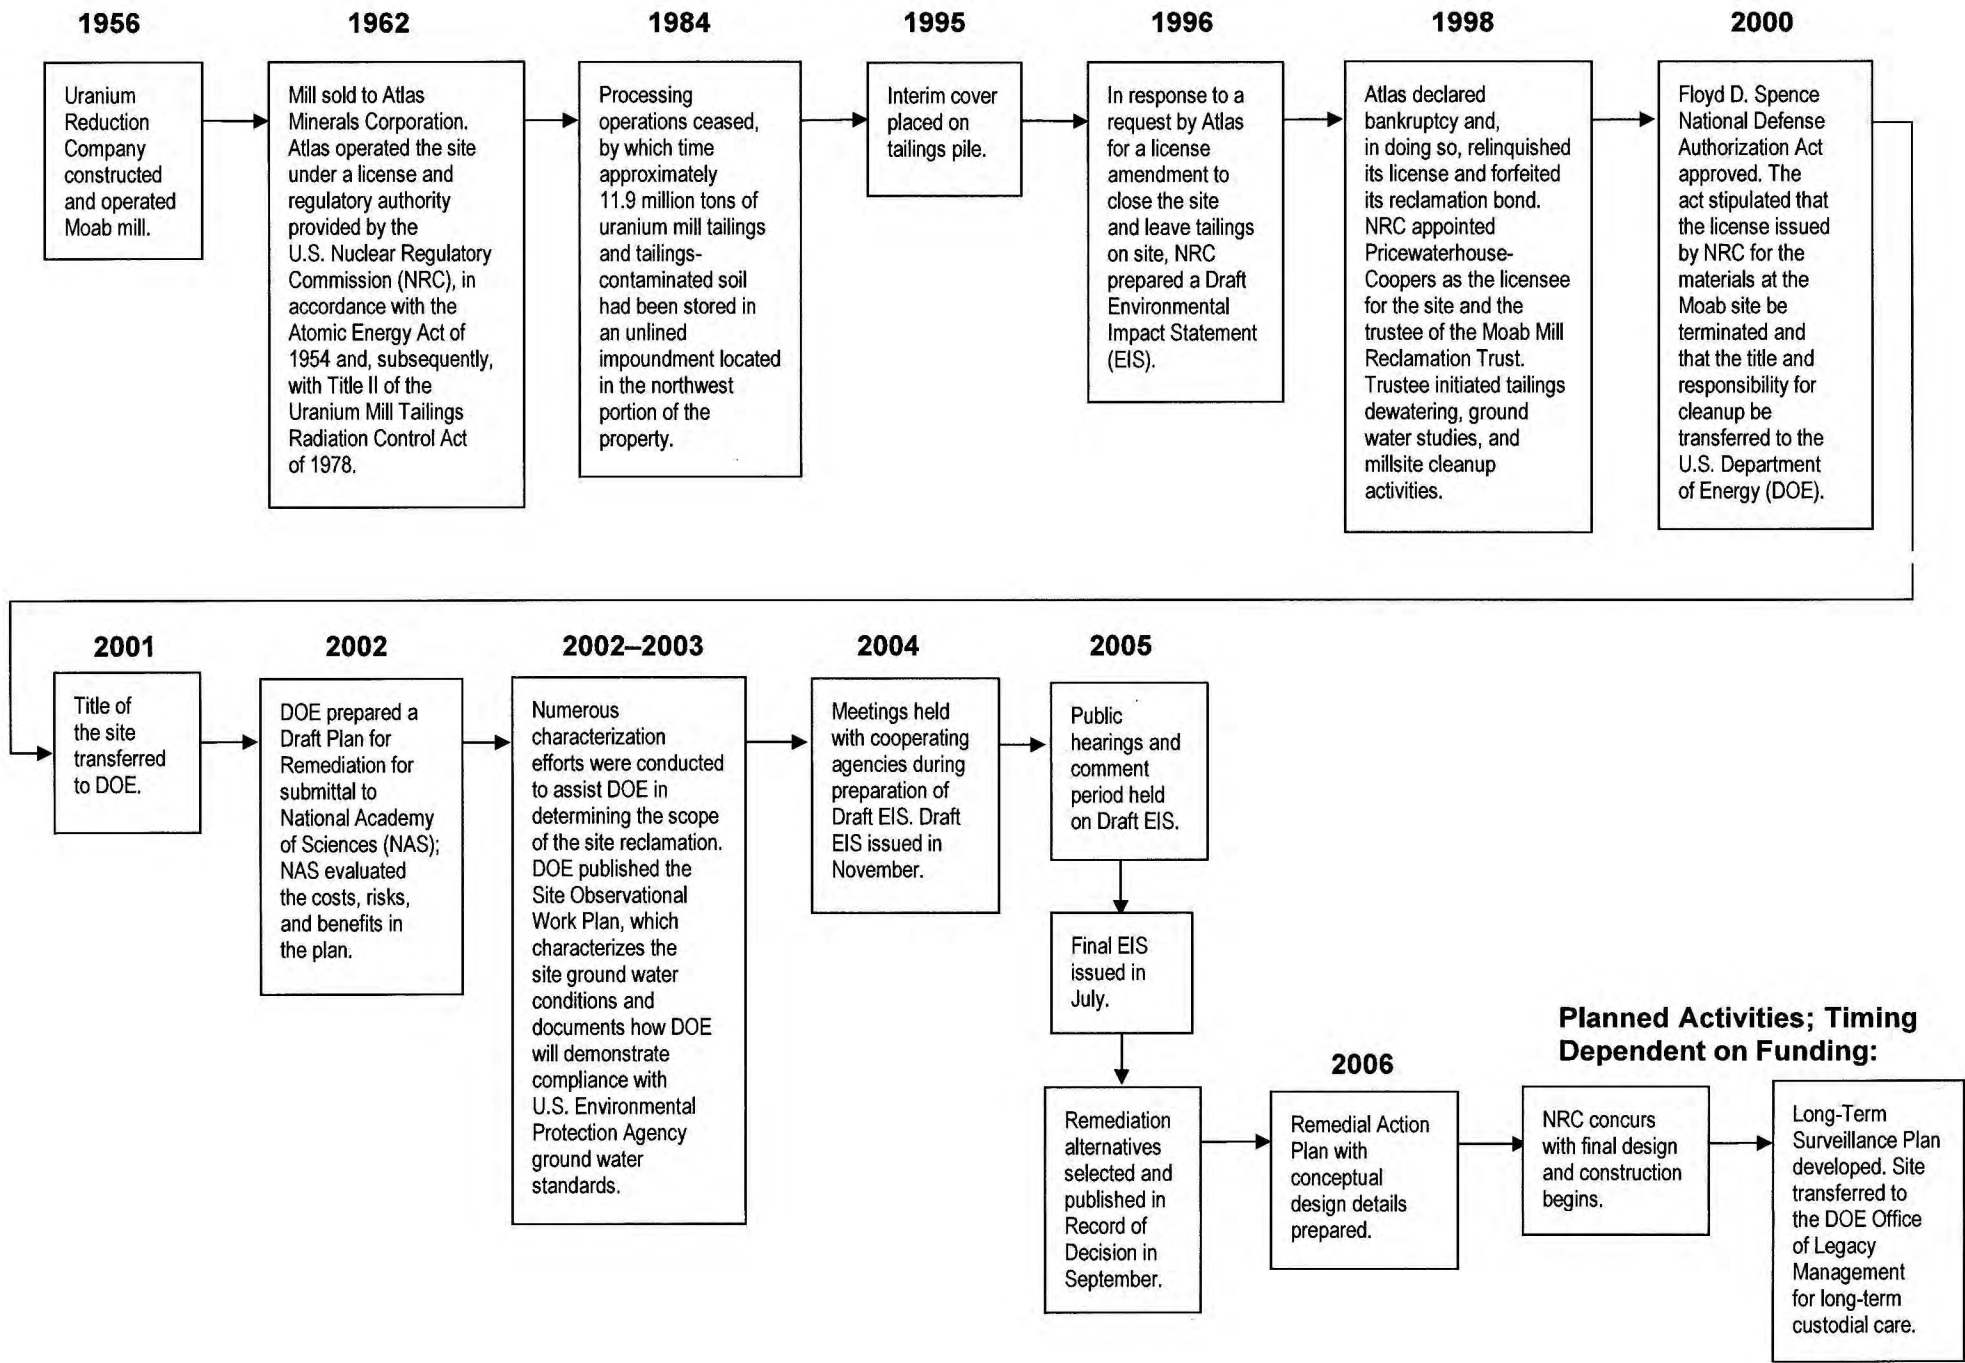 1956
Uranium
Reduction
Company
constructed
and operated
Moab mill.
1962
Mill sold to Atlas
Minerals Corporation.
Atlas operated the site
under a license and
regulatory authority
provided by the
U.S. Nuclear Regulatory
Commission (NRC), in
accordance with the
Atomic Energy Act of
1954 and, subsequently,
with Title II of the
Uranium Mill Tailings
Radiation Control Act
of 1978.
1984
Processing
operations ceased,
by which time
approximately
11.9 million tons of
uranium mill tailings
and tailings-
contaminated soil
had been stored in
an unlined
impoundment located
in the northwest
portion of the
property.
1995
Interim cover
placed on
tailings pile.
1996
In response to a
request by Atlas
for a license
amendment to
close the site
and leave tailings
on site, NRC
prepared a Draft
Environmental
Impact Statement
(EIS).
1998
Atlas declared
bankruptcy and,
in doing so, relinquished
its license and forfeited
its reclamation bond.
NRC appointed
Pricewaterhouse-
Coopers as the licensee
for the site and the
trustee of the Moab Mill
Reclamation Trust.
Trustee initiated tailings
dewatering, ground
water studies, and
millsite cleanup
activities.
2000
Floyd D. Spence
National Defense
Authorization Act
approved. The
act stipulated that
the license issued
by NRC for the
materials at the
Moab site be
terminated and
that the title and
responsibility for
cleanup be
transferred to the
U.S. Department
of Energy (DOE).
2001
Title of
the site
transferred
to DOE.
2002
DOE prepared a
Draft Plan for
Remediation for
submittal to
National Academy
of Sciences (NAS);
NAS evaluated
the costs, risks,
and benefits in
the plan.
2002–2003
Numerous
characterization
efforts were conducted
to assist DOE in
determining the scope
of the site reclamation.
DOE published the
Site Observational
Work Plan, which
characterizes the
site ground water
conditions and
documents how DOE
will demonstrate
compliance with
U.S. Environmental
Protection Agency
ground water
standards.
2004
Meetings held
with cooperating
agencies during
preparation of
Draft EIS. Draft
EIS issued in
November.
2005
Public
hearings and
comment
period held
on Draft EIS.
Final EIS
issued in
July.
Remediation
alternatives
selected and
published in
Record of
Decision in
September.
2006
Remedial Action
Plan with
conceptual
design details
prepared.
Planned Activities; Timing
Dependent on Funding:
NRC concurs
with final design
and construction
begins.
Long-Term
Surveillance Plan
developed. Site
transferred to
the DOE Office
of Legacy
Management
for long-term
custodial care.